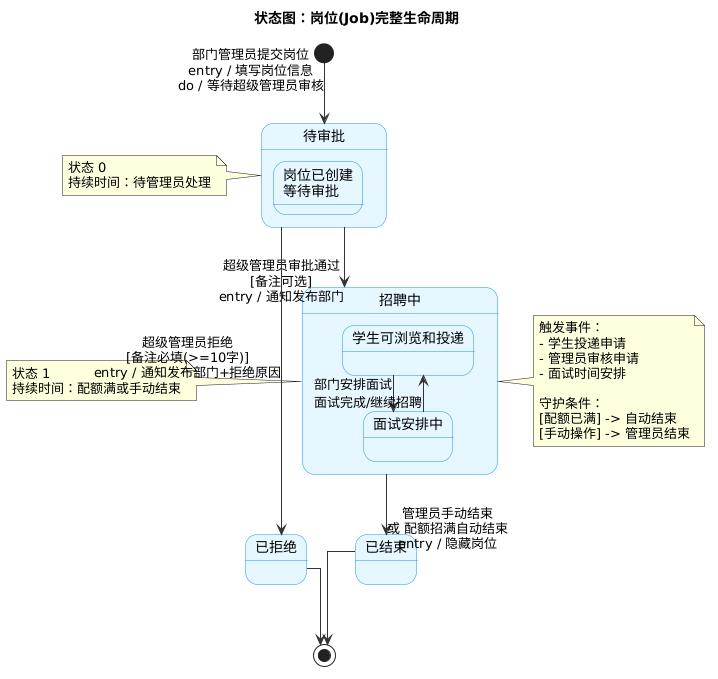 状态图：岗位(Job)完整生命周期
部门管理员提交岗位
entry / 填写岗位信息
do / 等待超级管理员审核
待审批
岗位已创建
等待审批
状态 0
持续时间：待管理员处理
超级管理员审批通过
[备注可选]
entry / 通知发布部门
招聘中
学生可浏览和投递
部门安排面试
面试完成/继续招聘
面试安排中
超级管理员拒绝
[备注必填(>=10字)]
entry / 通知发布部门+拒绝原因
状态 1
持续时间：配额满或手动结束
触发事件：
- 学生投递申请
- 管理员审核申请
- 面试时间安排
守护条件：
[配额已满] -> 自动结束
[手动操作] -> 管理员结束
管理员手动结束
或 配额招满自动结束
entry / 隐藏岗位
已拒绝
已结束